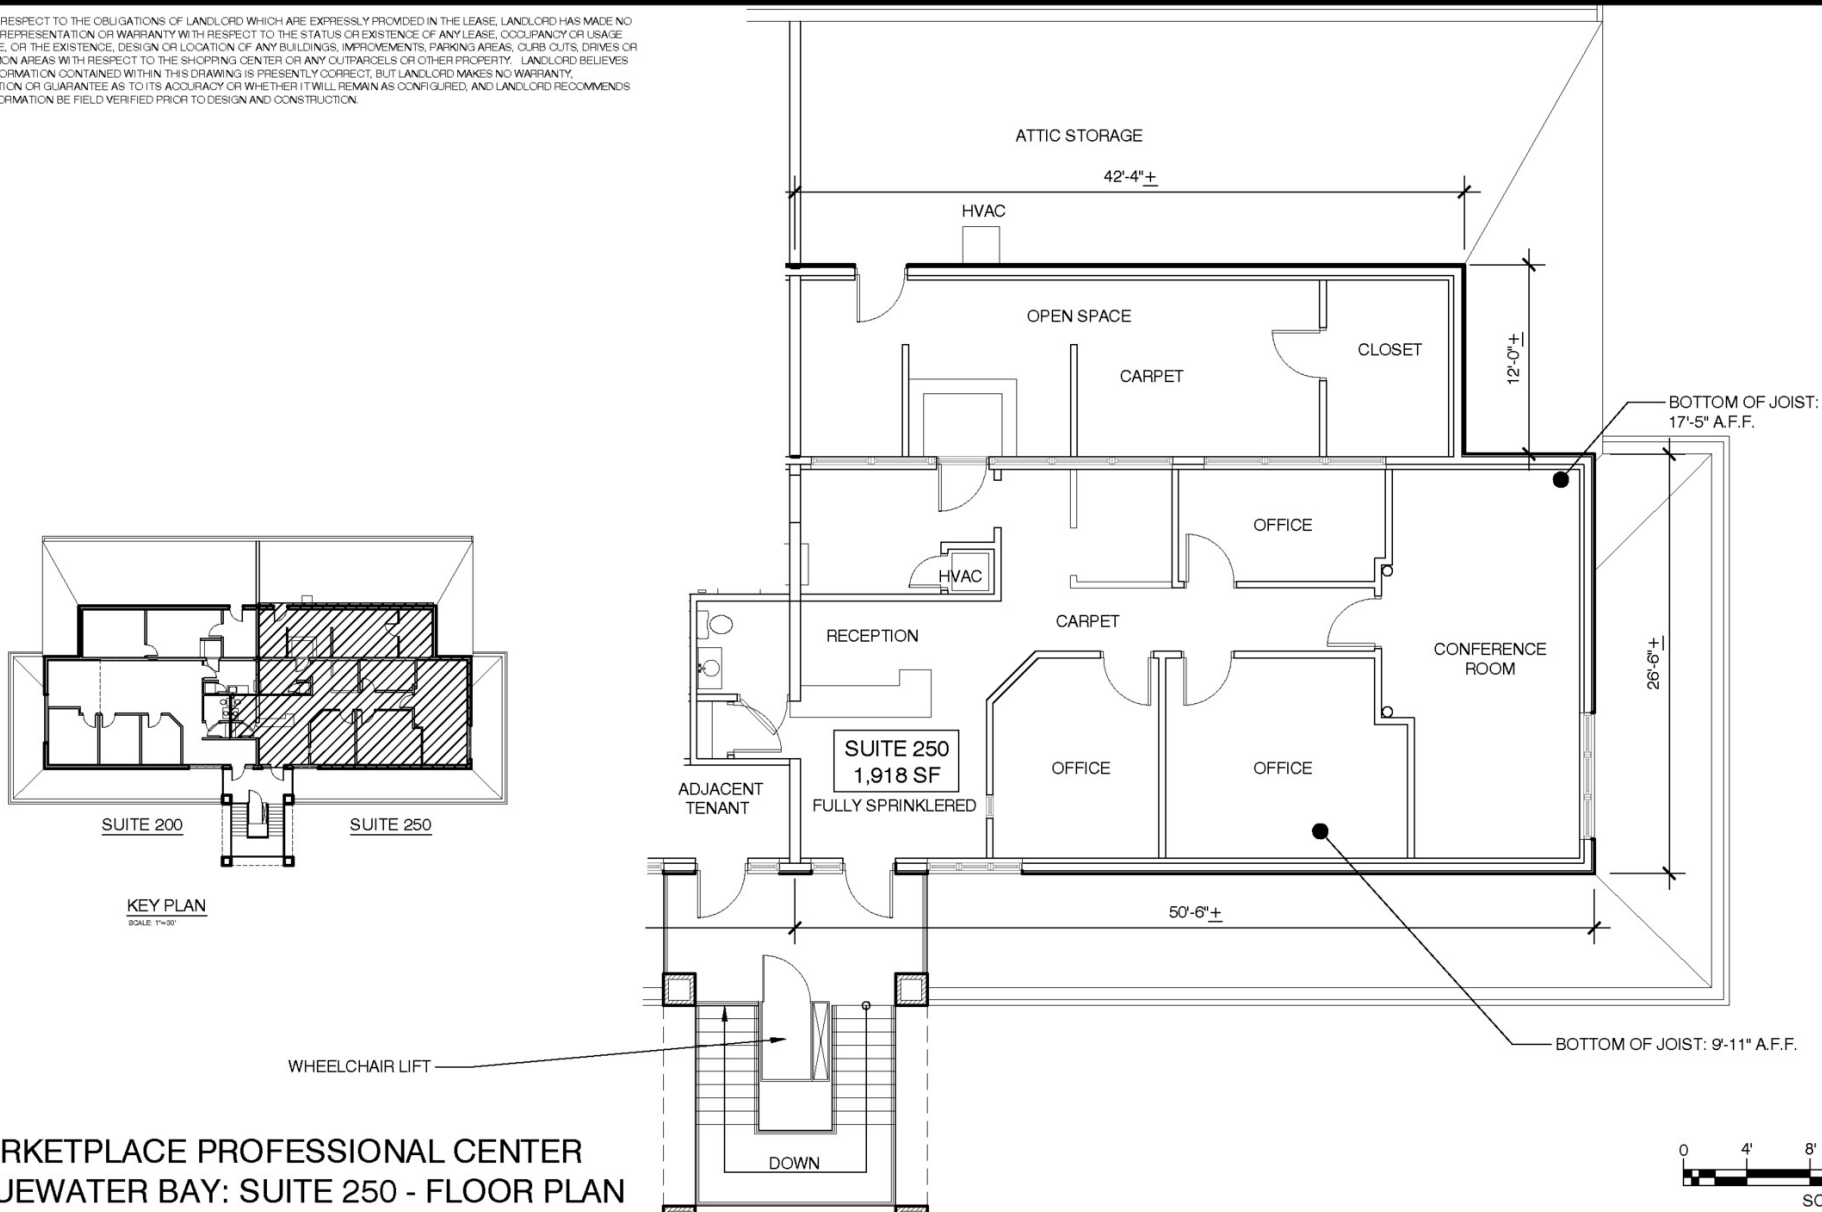 RESPECT TO THE OBLIGATIONS OF LANDLORD WHICH ARE EXPRESSLY PROVIDED IN THE LEASE, LANDLORD HAS MADE NO
REPRESENTATION OR WARRANTY WITH RESPECT TO THE STATUS OR EXISTENCE OF ANY LEASE, OCCUPANCY OR USAGE
E, OR THE EXISTENCE, DESIGN OR LOCATION OF ANY BUILDINGS, IMPROVEMENTS, PARKING AREAS, CURB CUTS, DRIVES OR
MON AREAS WITH RESPECT TO THE SHOPPING CENTER OR ANY OUTPARCELS OR OTHER PROPERTY. LANDLORD BELIEVES
ORMATION CONTAINED WITHIN THIS DRAWING IS PRESENTLY CORRECT, BUT LANDLORD MAKES NO WARRANTY,
TION OR GUARANTEE AS TO ITS ACCURACY OR WHETHER IT WILL REMAIN AS CONFIGURED, AND LANDLORD RECOMMENDS
ORMATION BE FIELD VERIFIED PRIOR TO DESIGN AND CONSTRUCTION.
ATTIC STORAGE
42'-4"±
HVAC
OPEN SPACE
CLOSET
CARPET
12'-0"±
BOTTOM OF JOIST:
17'-5" A.F.F.
OFFICE
HVAC
CARPET
RECEPTION
CONFERENCE
ROOM
26'-6"±
SUITE 250
1,918 SF
FULLY SPRINKLERED
OFFICE
OFFICE
ADJACENT
TENANT
SUITE 200
SUITE 250
KEY PLAN
SCALE: 1"=30'
50'-6"±
BOTTOM OF JOIST: 9'-11" A.F.F.
WHEELCHAIR LIFT
DOWN
RKETPLACE PROFESSIONAL CENTER
UEWATER BAY: SUITE 250 - FLOOR PLAN
0 4' 8'
SC